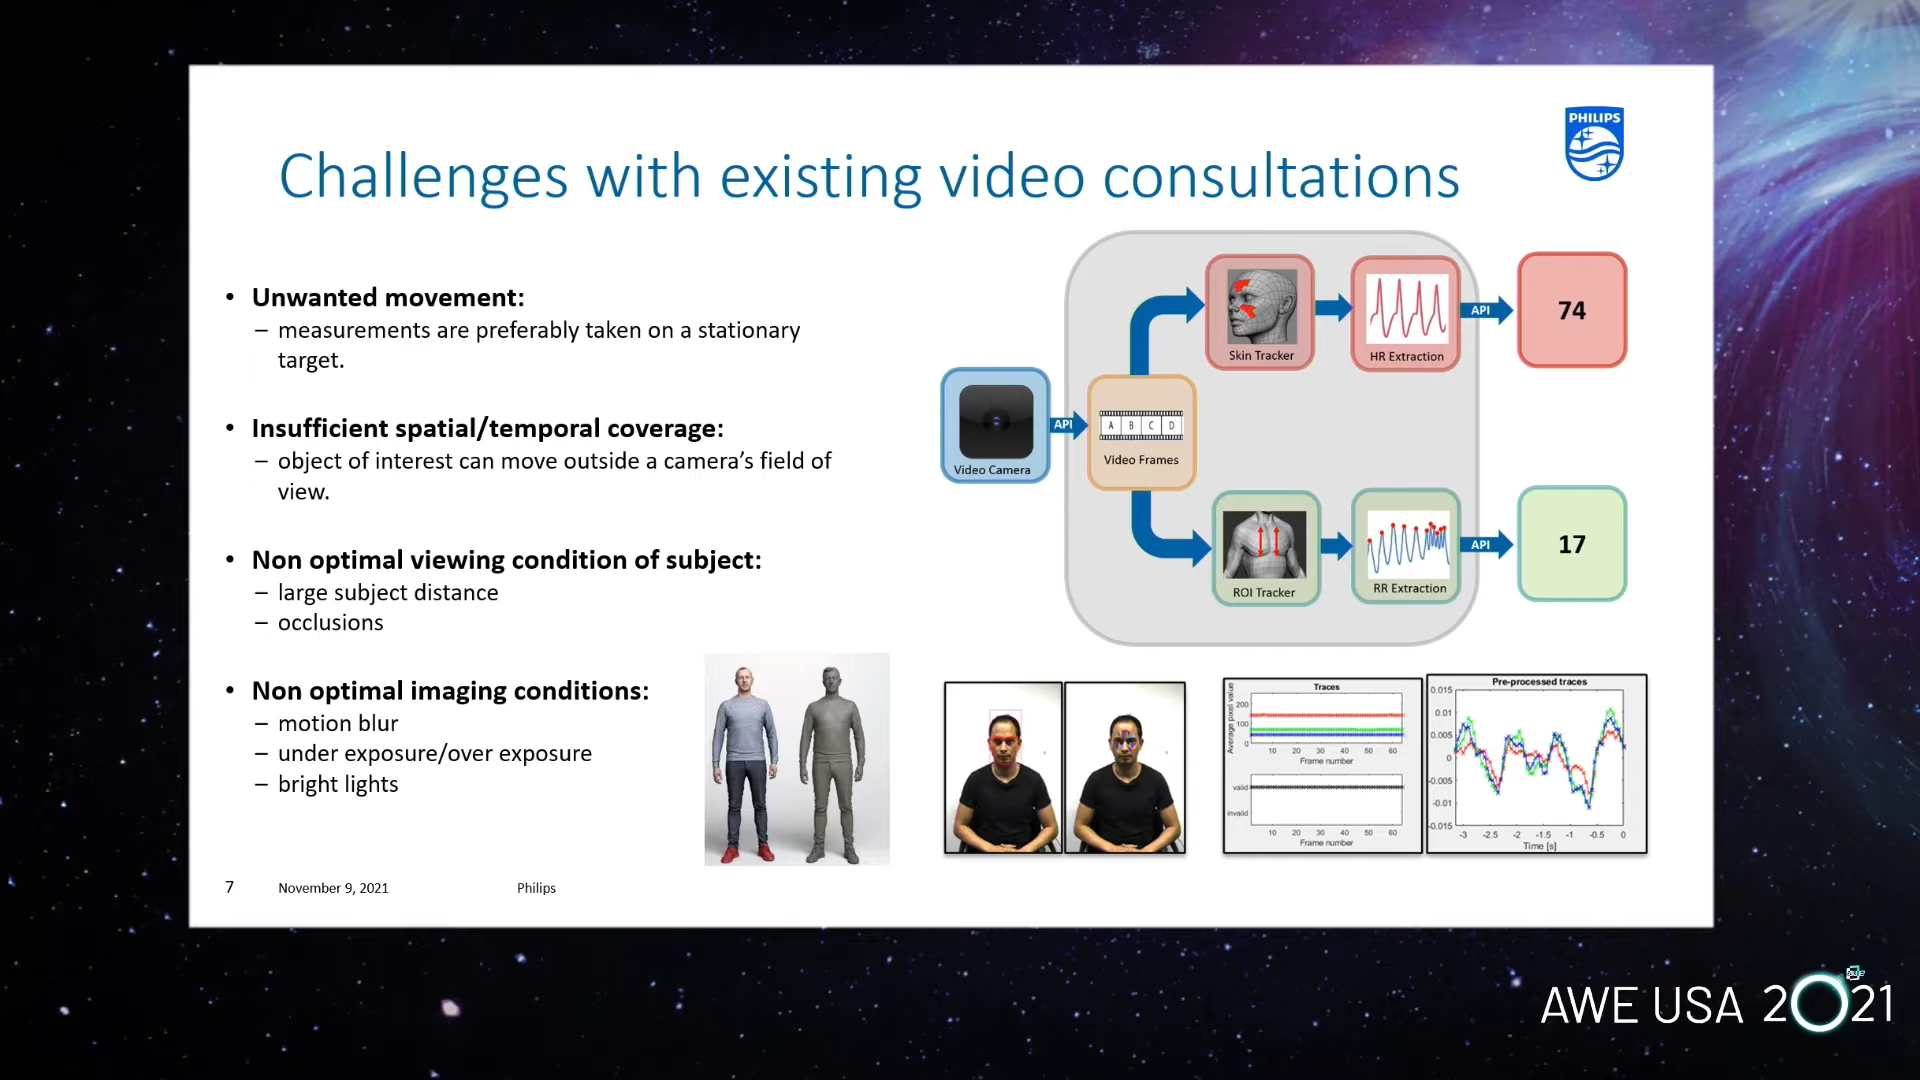 PHILIPS
Challenges with existing video consultations
• Unwanted movement:
– measurements are preferably taken on a stationary
target.
• Insufficient spatial/temporal coverage:
– object of interest can move outside a camera's field of
view.
• Non optimal viewing condition of subject:
– large subject distance
– occlusions
• Non optimal imaging conditions:
– motion blur
– under exposure/over exposure
– bright lights
Video Camera
API
A B C D
Video Frames
Skin Tracker
HR Extraction
API
74
ROI Tracker
RR Extraction
API
17
Traces
Average pixel value
200
100
0
10 20 30 40 50 60
Frame number
valid
invalid
10 20 30 40 50 60
Frame number
Pre-processed traces
0.015
0.01
0.005
0
-0.005
-0.01
-0.015
-3 -2.5 -2 -1.5 -1 -0.5 0
Time [s]
7 November 9, 2021 Philips
AWE USA 2021